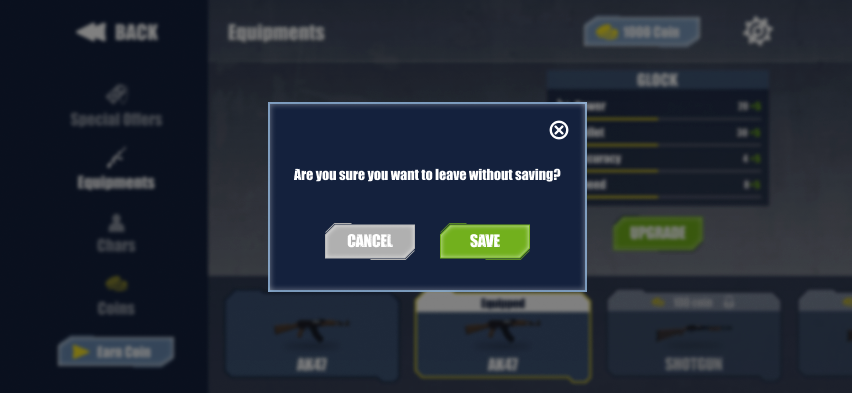 BACK
Equipments
1000 Coin
Special Offers
Equipments
Chars
Coins
Earn Coin
GLOCK
Are you sure you want to leave without saving?
CANCEL
SAVE
UPGRADE
Equipped
AK47
AK47
SHOTGUN